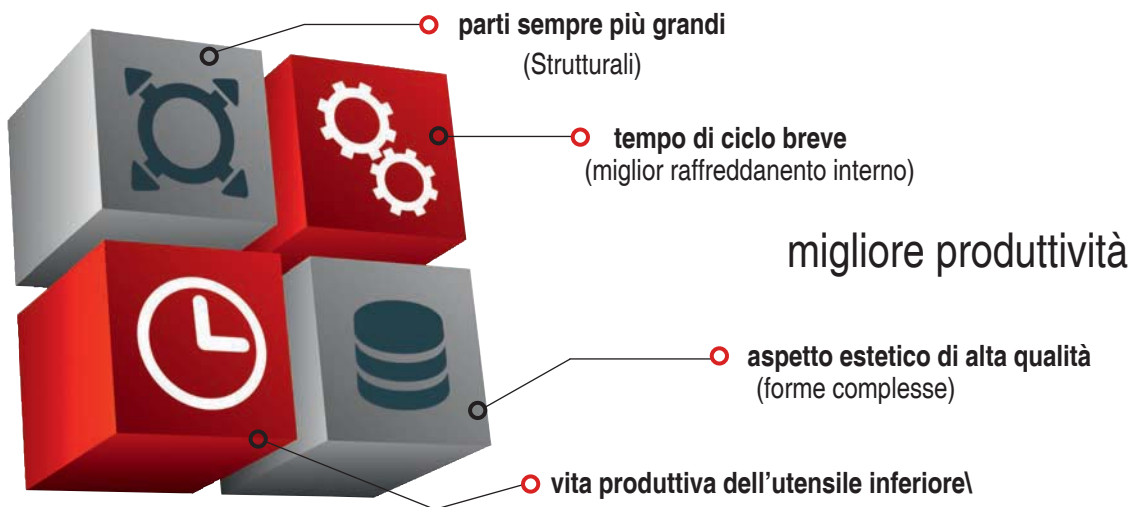 parti sempre più grandi
(Strutturali)
tempo di ciclo breve
(miglior raffreddanento interno)
migliore produttività
aspetto estetico di alta qualità
(forme complesse)
vita produttiva dell'utensile inferiore\